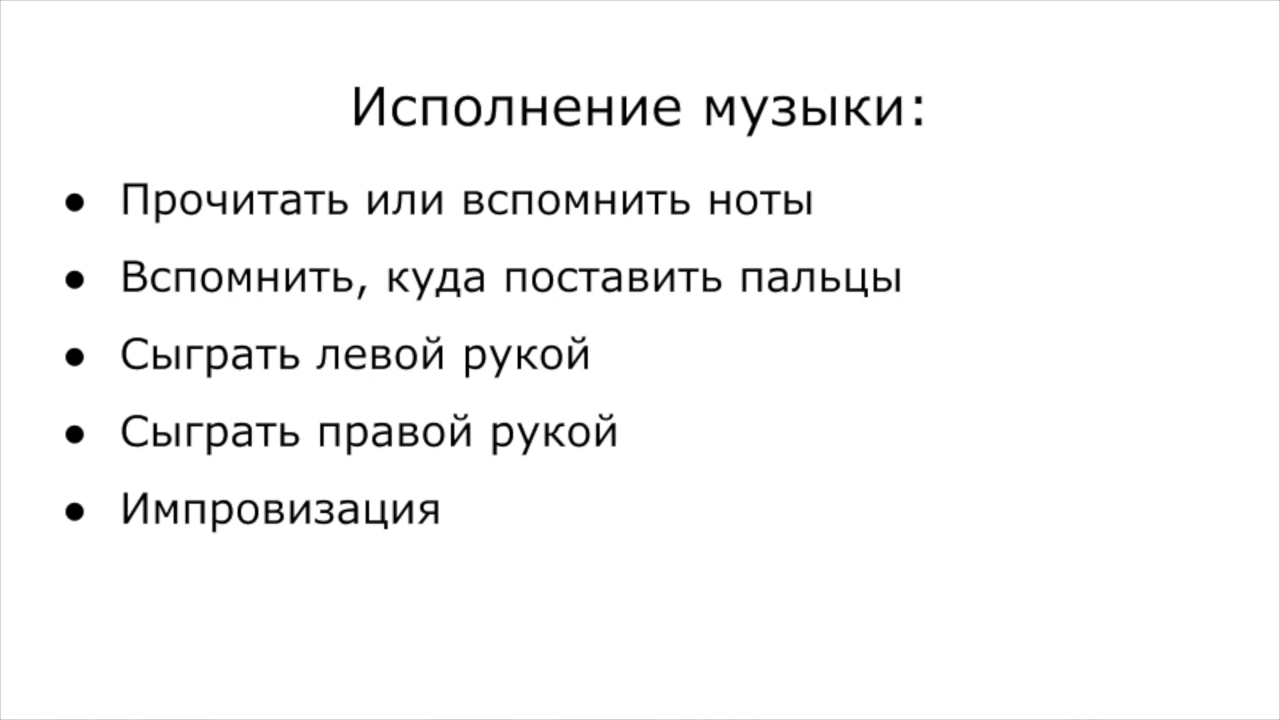 Исполнение музыки:
● Прочитать или вспомнить ноты
● Вспомнить, куда поставить пальцы
● Сыграть левой рукой
● Сыграть правой рукой
● Импровизация